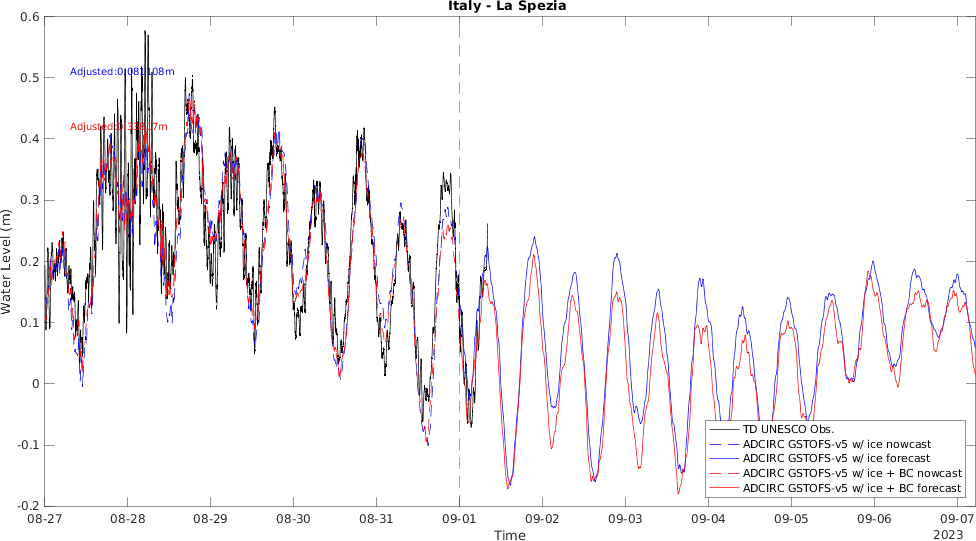 Italy - La Spezia
0.6
0.5
0.4
0.3
0.2
0.1
0
-0.1
-0.2
Water Level (m)
08-27 08-28 08-29 08-30 08-31 09-01 09-02 09-03 09-04 09-05 09-06 09-07
2023
Time
TD UNESCO Obs.
ADCIRC GSTOFS-v5 w/ ice nowcast
ADCIRC GSTOFS-v5 w/ ice forecast
ADCIRC GSTOFS-v5 w/ ice + BC nowcast
ADCIRC GSTOFS-v5 w/ ice + BC forecast